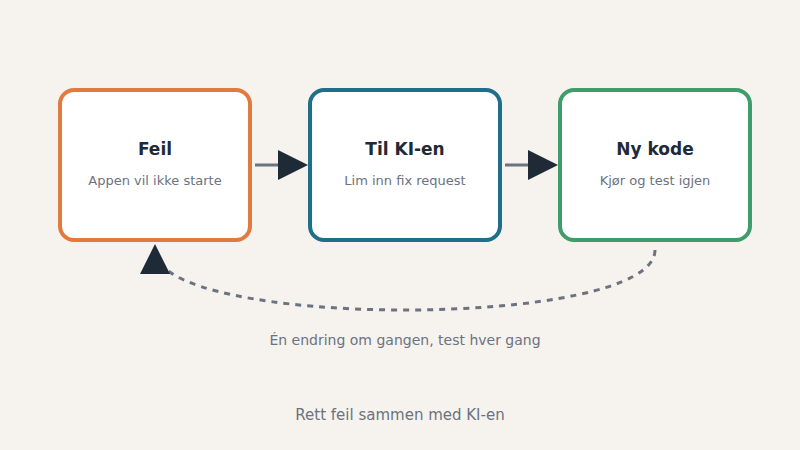 Feil
Appen vil ikke starte
Til KI-en
Lim inn fix request
Ny kode
Kjør og test igjen
Én endring om gangen, test hver gang
Rett feil sammen med KI-en